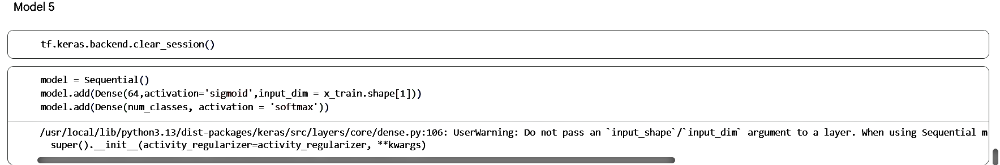 Model 5
tf.keras.backend.clear_session()
model = Sequential()
model.add(Dense(64,activation='sigmoid',input_dim = x_train.shape[1]))
model.add(Dense(num_classes, activation = 'softmax'))
/usr/local/lib/python3.13/dist-packages/keras/src/layers/core/dense.py:106: UserWarning: Do not pass an `input_shape`/`input_dim` argument to a layer. When using Sequential m
super().__init__(activity_regularizer=activity_regularizer, **kwargs)